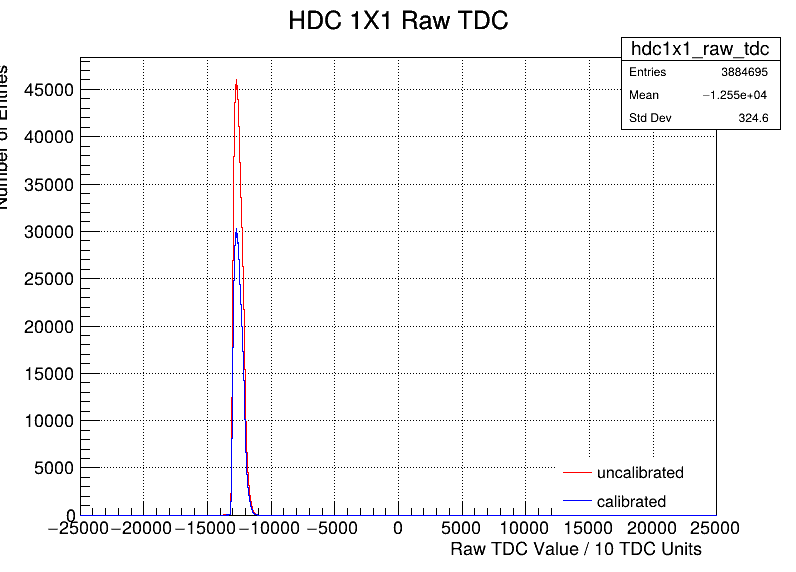 HDC 1X1 Raw TDC
hdc1x1_raw_tdc
Entries 3884695
Mean −1.255e+04
Std Dev 324.6
Number of Entries
45000
40000
35000
30000
25000
20000
15000
10000
5000
0
uncalibrated
calibrated
−25000 −20000 −15000 −10000 −5000 0 5000 10000 15000 20000 25000
Raw TDC Value / 10 TDC Units